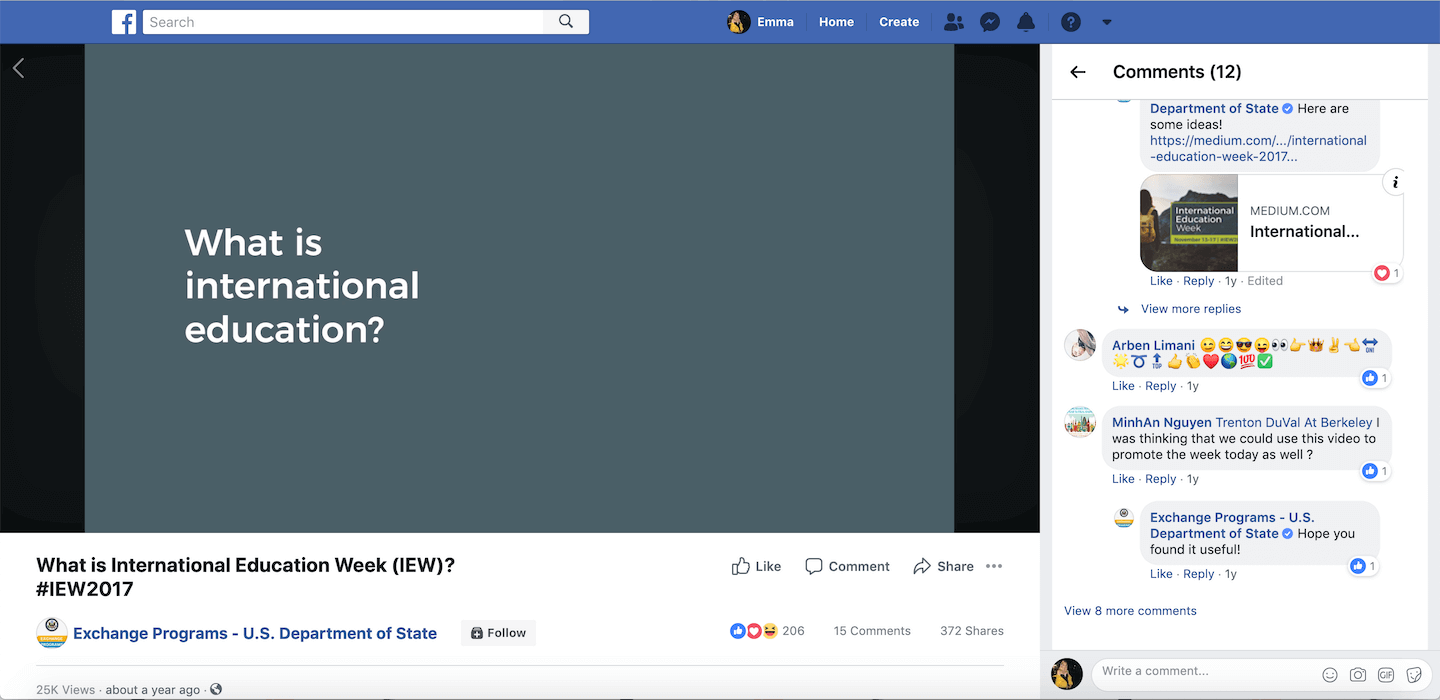 Search
Emma
Home
Create
What is
international
education?
What is International Education Week (IEW)?
#IEW2017
Like
Comment
Share
Exchange Programs - U.S. Department of State
Follow
206
15 Comments
372 Shares
25K Views · about a year ago ·
Comments (12)
Department of State Here are
some ideas!
https://medium.com/.../international
-education-week-2017...
International
Education
Week
November 13-17 | #IEW2017
MEDIUM.COM
International...
1
Like · Reply · 1y · Edited
View more replies
Arben Limani 😉😄😎😜👀👉👑✌👈
🌟➰🔝👍👏❤🌏💯✅
1
Like · Reply · 1y
MinhAn Nguyen Trenton DuVal At Berkeley I
was thinking that we could use this video to
promote the week today as well ?
1
Like · Reply · 1y
Exchange Programs - U.S.
Department of State Hope you
found it useful!
1
Like · Reply · 1y
View 8 more comments
Write a comment...
GIF